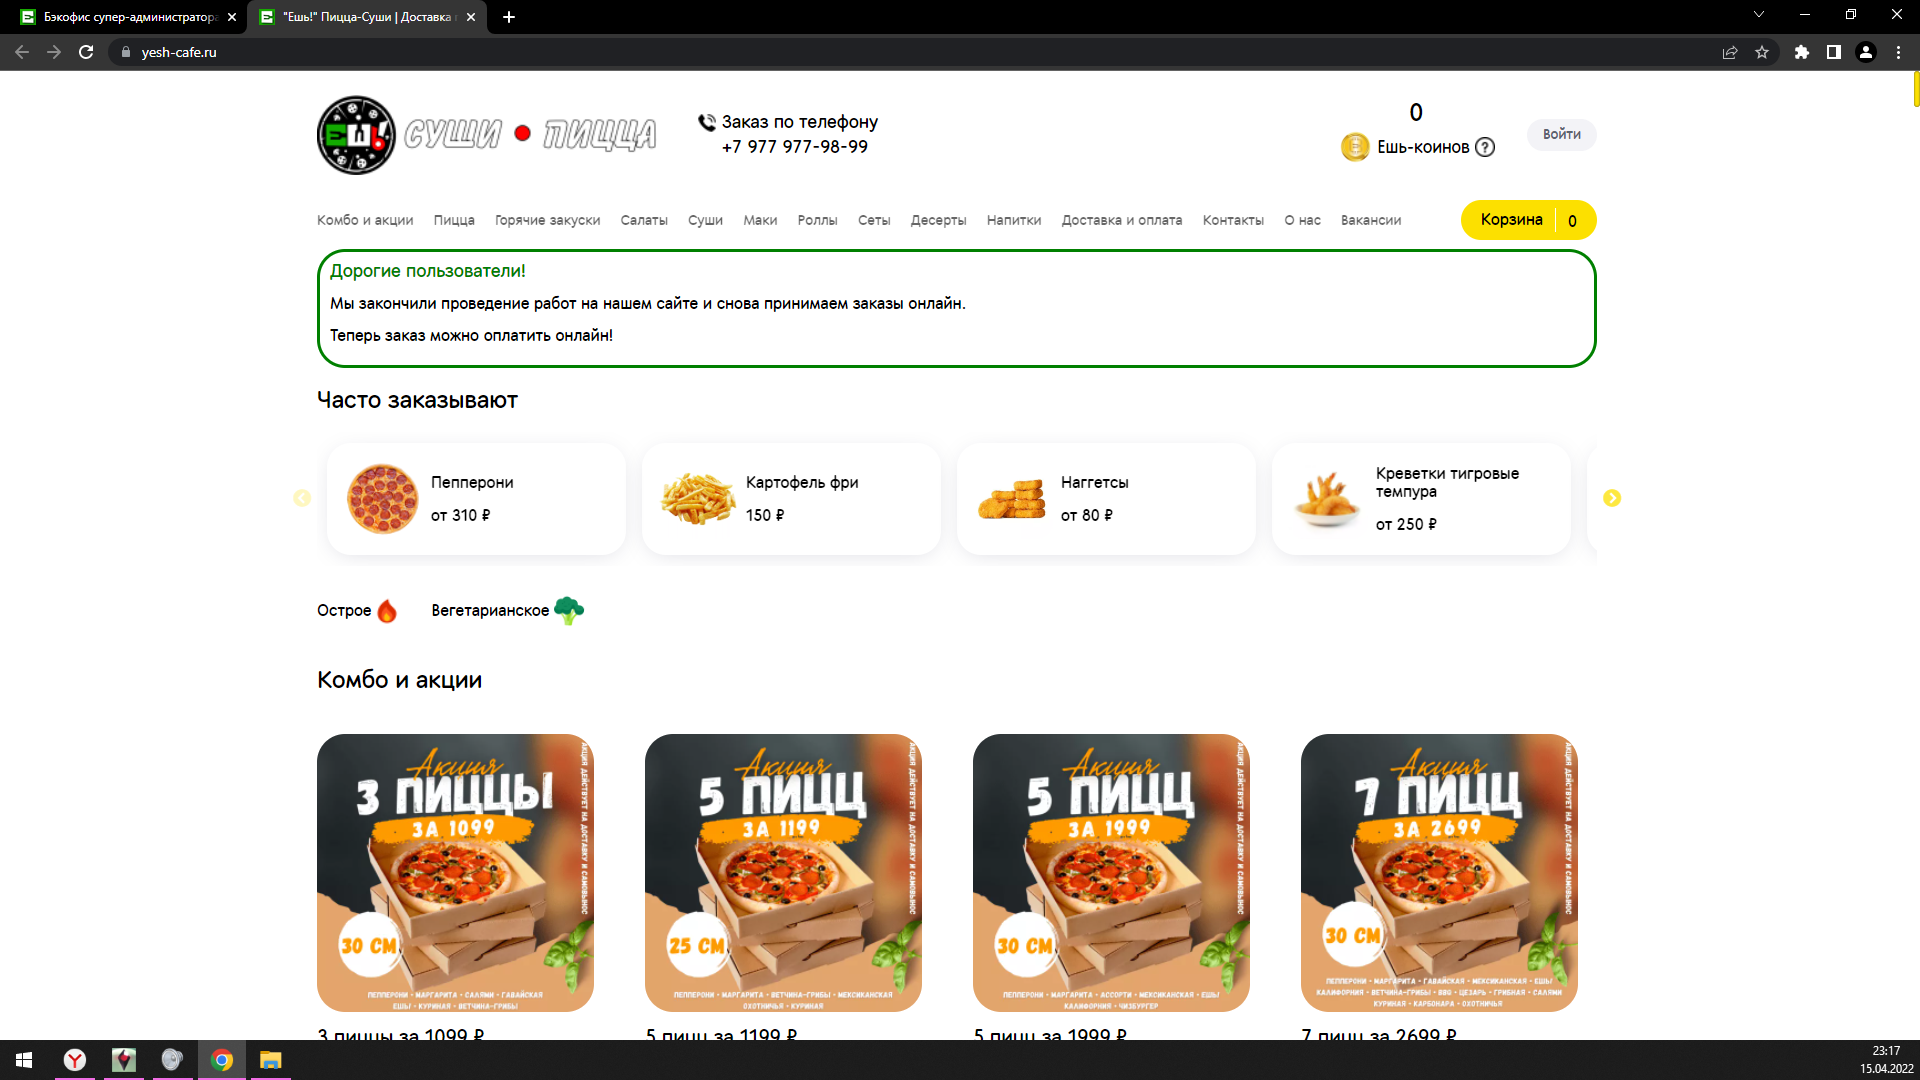 Бэкофис супер-администратора
"Ешь!" Пицца-Суши | Доставка
yesh-cafe.ru
ЕШЬ!
СУШИ • ПИЦЦА
Заказ по телефону
+7 977 977-98-99
0
Ешь-коинов ?
Войти
Комбо и акции Пицца Горячие закуски Салаты Суши Маки Роллы Сеты Десерты Напитки Доставка и оплата Контакты О нас Вакансии
Корзина 0
Дорогие пользователи!
Мы закончили проведение работ на нашем сайте и снова принимаем заказы онлайн.
Теперь заказ можно оплатить онлайн!
Часто заказывают
Пепперони
от 310 ₽
Картофель фри
150 ₽
Наггетсы
от 80 ₽
Креветки тигровые
темпура
от 250 ₽
Острое
Вегетарианское
Комбо и акции
Акция
3 ПИЦЦЫ
ЗА 1099
АКЦИЯ ДЕЙСТВУЕТ НА ДОСТАВКУ И САМОВЫНОС
30 СМ
ПЕППЕРОНИ • МАРГАРИТА • САЛЯМИ • ГАВАЙСКАЯ
ЕШЬ! • КУРИНАЯ • ВЕТЧИНА-ГРИБЫ
Акция
5 ПИЦЦ
ЗА 1199
АКЦИЯ ДЕЙСТВУЕТ НА ДОСТАВКУ И САМОВЫНОС
25 СМ
ПЕППЕРОНИ • МАРГАРИТА • ВЕТЧИНА-ГРИБЫ • МЕКСИКАНСКАЯ
ОХОТНИЧЬЯ • КУРИНАЯ
Акция
5 ПИЦЦ
ЗА 1999
АКЦИЯ ДЕЙСТВУЕТ НА ДОСТАВКУ И САМОВЫНОС
30 СМ
ПЕППЕРОНИ • МАРГАРИТА • АССОРТИ • МЕКСИКАНСКАЯ • ЕШЬ!
КАЛИФОРНИЯ • ЧИЗБУРГЕР
Акция
7 ПИЦЦ
ЗА 2699
АКЦИЯ ДЕЙСТВУЕТ НА ДОСТАВКУ И САМОВЫНОС
30 СМ
ПЕППЕРОНИ • МАРГАРИТА • ГАВАЙСКАЯ • МЕКСИКАНСКАЯ • ЕШЬ!
КАЛИФОРНИЯ • ВЕТЧИНА-ГРИБЫ • BBQ • ЦЕЗАРЬ • ГРИБНАЯ • САЛЯМИ
КУРИНАЯ • КАРБОНАРА • ОХОТНИЧЬЯ
3 пиццы за 1099 ₽
5 пицц за 1199 ₽
5 пицц за 1999 ₽
7 пицц за 2699 ₽
23:17
15.04.2022